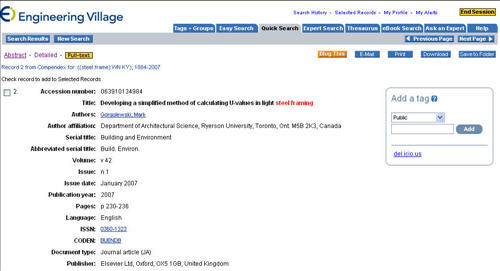 Engineering Village
Search History - Selected Records - My Profile - My Alerts
End Session
Tags + Groups Easy Search Quick Search Expert Search Thesaurus eBook Search Ask an Expert Help
Search Results New Search
Previous Page Next Page
Abstract - Detailed - Full-text
Blog This E-Mail Print Download Save to Folder
Record 2 from Compendex for: ((steel frame) WN KY), 1884-2007
Check record to add to Selected Records
2. Accession number: 063910134984
Title: Developing a simplified method of calculating U-values in light steel framing
Authors: Gorgolewski, Mark
Author affiliation: Department of Architectural Science, Ryerson University, Toronto, Ont. M5B 2K3, Canada
Serial title: Building and Environment
Abbreviated serial title: Build. Environ.
Volume: v 42
Issue: n 1
Issue date: January 2007
Publication year: 2007
Pages: p 230-236
Language: English
ISSN: 0360-1323
CODEN: BUENDB
Document type: Journal article (JA)
Publisher: Elsevier Ltd, Oxford, OX5 1GB, United Kingdom
Add a tag ?
Public
Add
del.icio.us